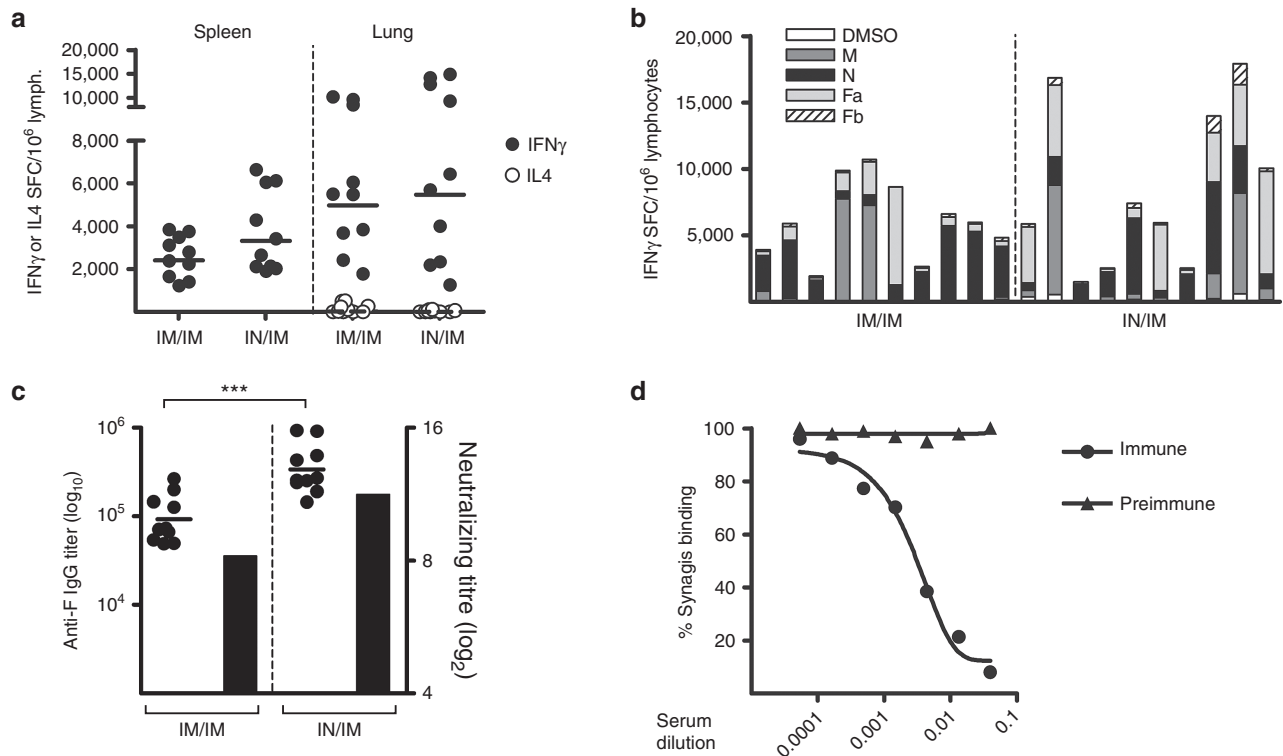 a
Spleen
Lung
IFNγ or IL4 SFC/10⁶ lymph.
20,000
15,000
10,000
8,000
6,000
4,000
2,000
IFNγ
IL4
IM/IM
IN/IM
IM/IM
IN/IM
b
IFNγ SFC/10⁶ lymphocytes
20,000
15,000
10,000
5,000
DMSO
M
N
Fa
Fb
IM/IM
IN/IM
c
***
Anti-F IgG titer (log₁₀)
10⁶
10⁵
10⁴
16
8
4
Neutralizing titre (log₂)
IM/IM
IN/IM
d
% Synagis binding
100
80
60
40
20
Immune
Preimmune
Serum
dilution
0.0001
0.001
0.01
0.1